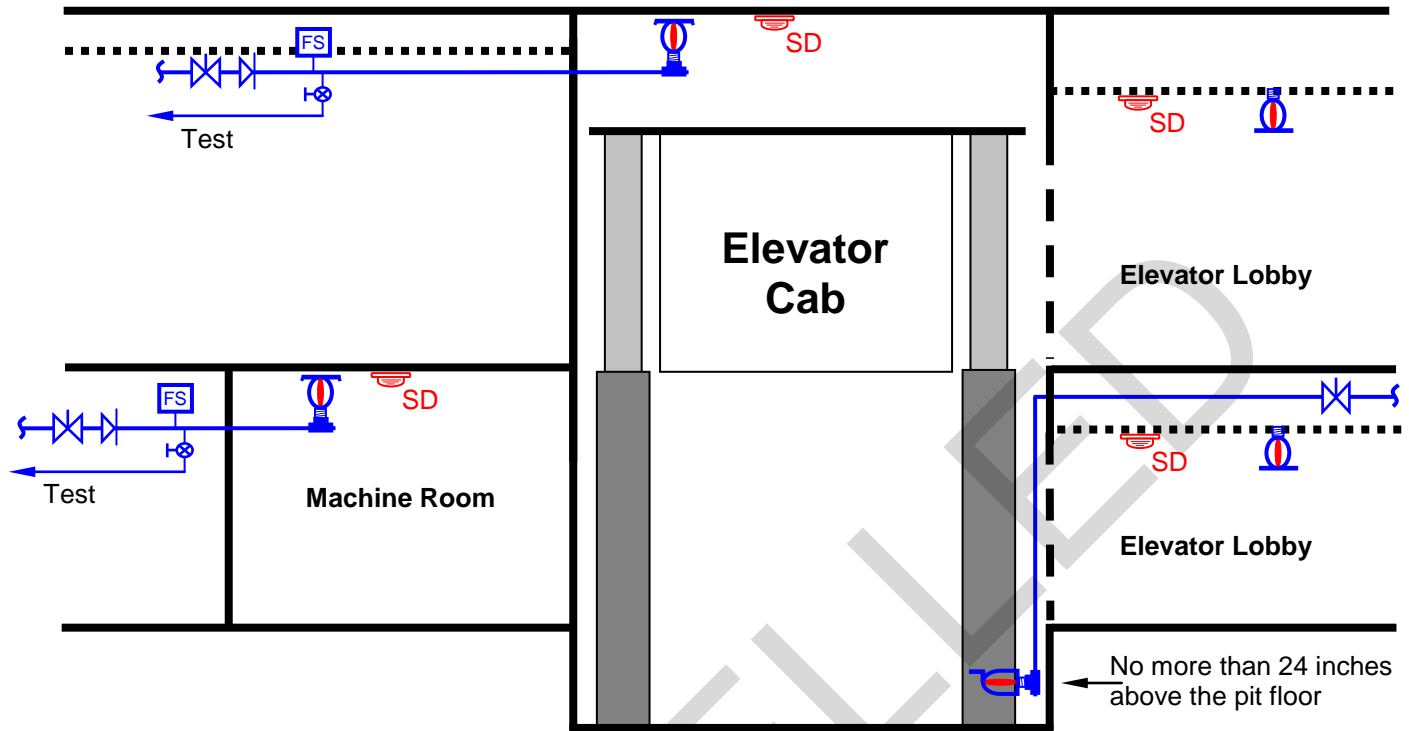 FS
SD
SD
Test
Elevator
Cab
Elevator Lobby
FS
SD
SD
Test
Machine Room
Elevator Lobby
No more than 24 inches
above the pit floor
ELLED